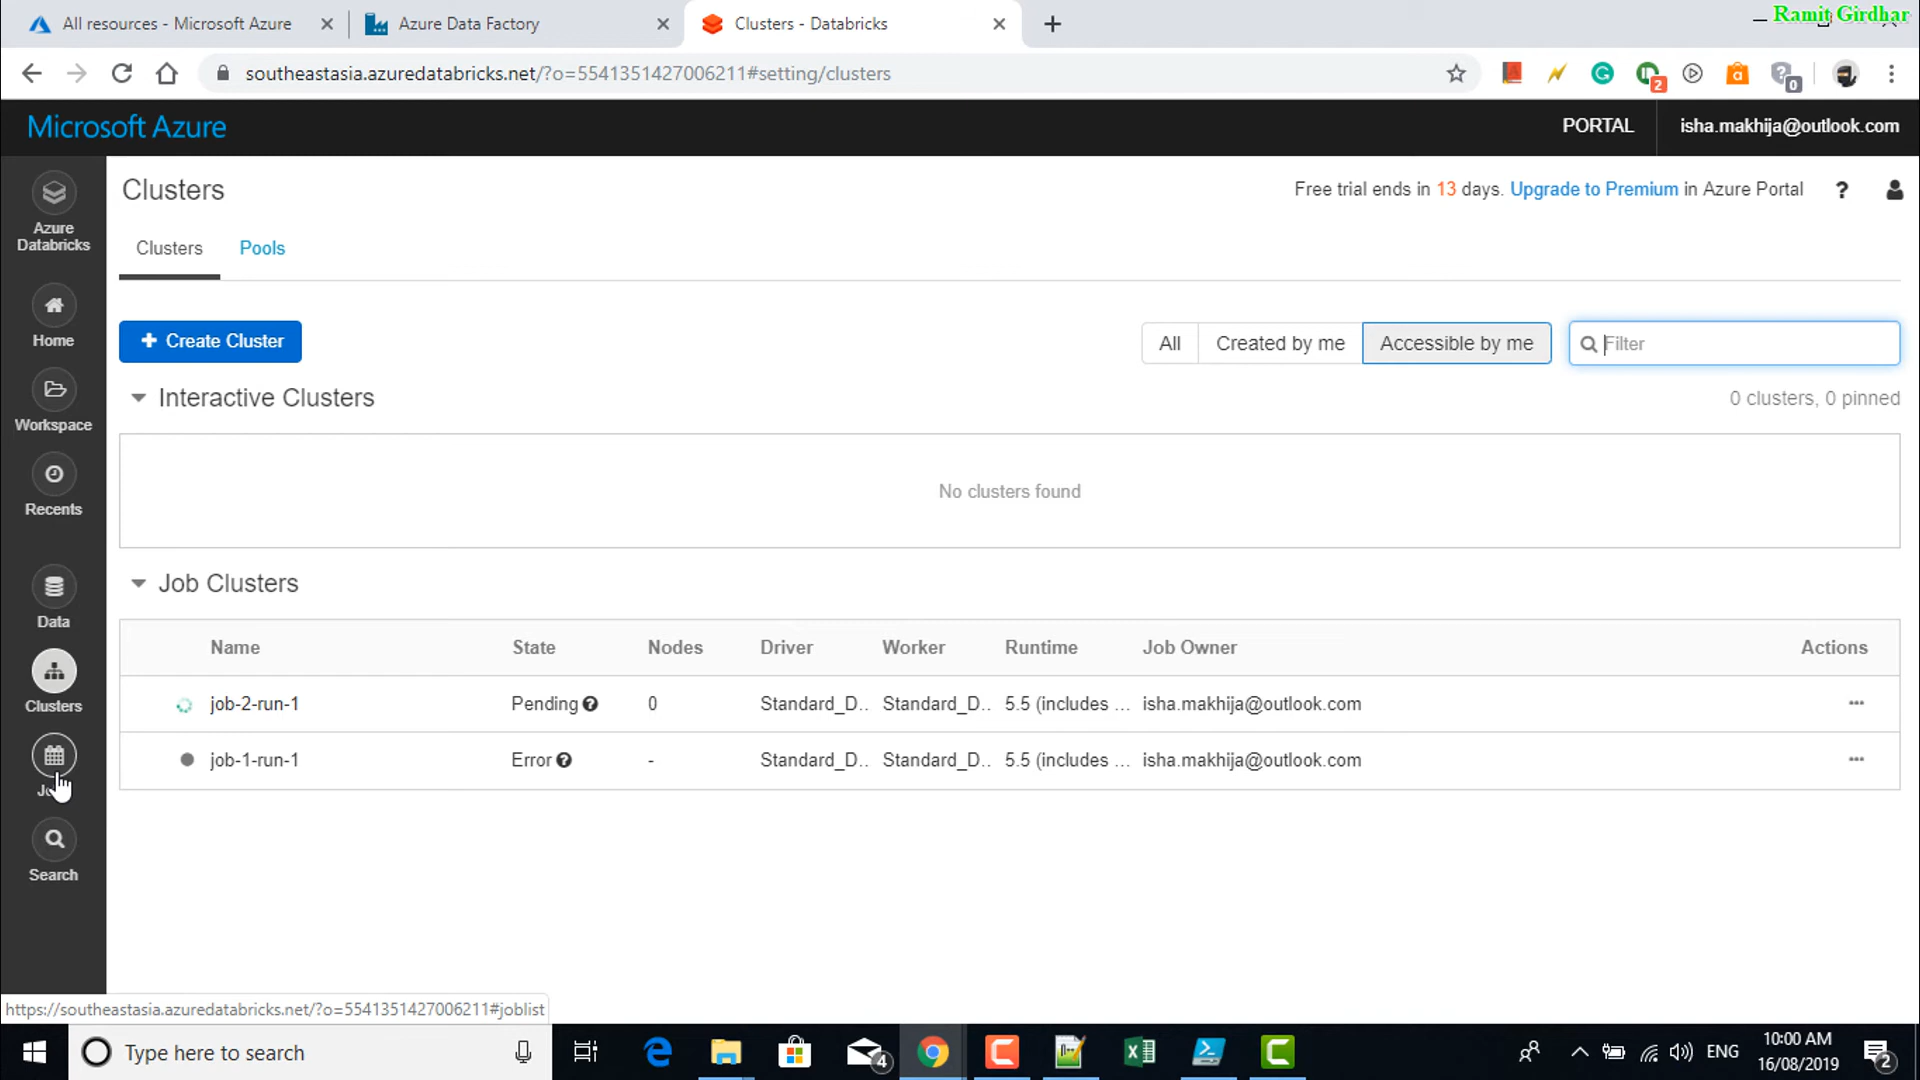 All resources - Microsoft Azure
Azure Data Factory
Clusters - Databricks
Ramit Girdhar
southeastasia.azuredatabricks.net/?o=5541351427006211#setting/clusters
2
0
Microsoft Azure
PORTAL
isha.makhija@outlook.com
Azure
Databricks
Home
Workspace
Recents
Data
Clusters
Search
Clusters
Free trial ends in 13 days. Upgrade to Premium in Azure Portal
?
Clusters
Pools
+ Create Cluster
All
Created by me
Accessible by me
Filter
Interactive Clusters
0 clusters, 0 pinned
No clusters found
Job Clusters
Name State Nodes Driver Worker Runtime Job Owner Actions
job-2-run-1 Pending 0 Standard_D.. Standard_D.. 5.5 (includes ... isha.makhija@outlook.com ...
job-1-run-1 Error - Standard_D.. Standard_D.. 5.5 (includes ... isha.makhija@outlook.com ...
https://southeastasia.azuredatabricks.net/?o=5541351427006211#joblist
Type here to search
4
ENG
10:00 AM
16/08/2019
2